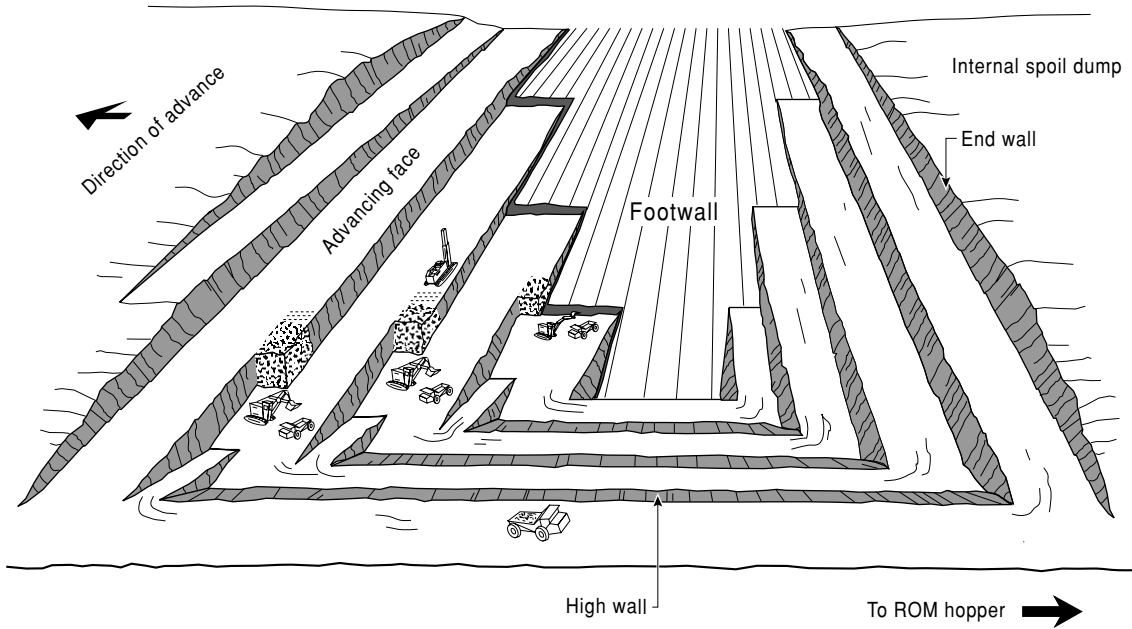 Internal spoil dump
Direction of advance
End wall
Advancing face
Footwall
High wall
To ROM hopper